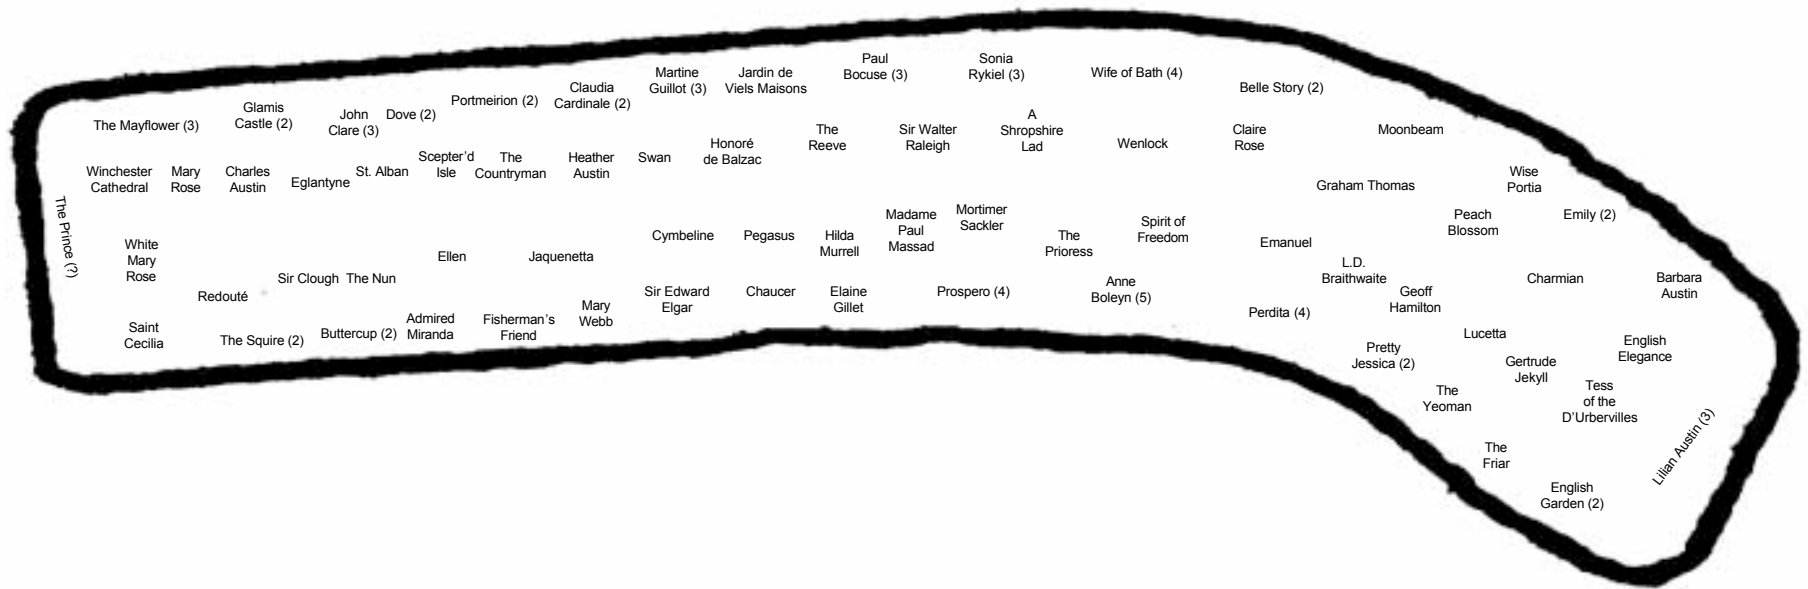 Paul
Bocuse (3)
Sonia
Rykiel (3)
Wife of Bath (4)
Martine
Guillot (3)
Jardin de
Viels Maisons
Belle Story (2)
Claudia
Cardinale (2)
Portmeirion (2)
Glamis
Castle (2)
John
Clare (3)
Dove (2)
The Mayflower (3)
The
Reeve
Sir Walter
Raleigh
A
Shropshire
Lad
Wenlock
Claire
Rose
Moonbeam
Winchester
Cathedral
Mary
Rose
Charles
Austin
Eglantyne
St. Alban
Scepter’d
Isle
The
Countryman
Heather
Austin
Swan
Honoré
de Balzac
Graham Thomas
Wise
Portia
The Prince (?)
White
Mary
Rose
Redouté
Sir Clough
The Nun
Ellen
Jaquenetta
Cymbeline
Pegasus
Hilda
Murrell
Madame
Paul
Massad
Mortimer
Sackler
The
Prioress
Spirit of
Freedom
Emanuel
Peach
Blossom
Emily (2)
L.D.
Braithwaite
Geoff
Hamilton
Charmian
Barbara
Austin
Saint
Cecilia
The Squire (2)
Buttercup (2)
Admired
Miranda
Fisherman’s
Friend
Mary
Webb
Sir Edward
Elgar
Chaucer
Elaine
Gillet
Prospero (4)
Anne
Boleyn (5)
Perdita (4)
Lucetta
Pretty
Jessica (2)
Gertrude
Jekyll
English
Elegance
The
Yeoman
Tess
of the
D’Urbervilles
Lilian Austin (3)
The
Friar
English
Garden (2)